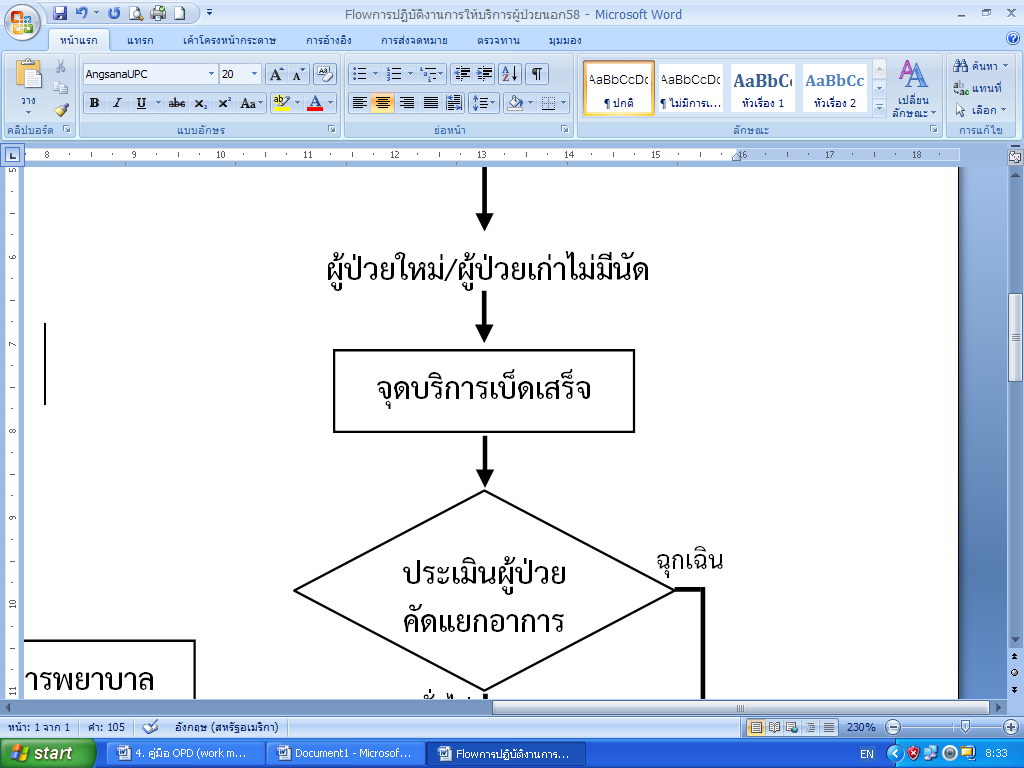 Flowการปฏิบัติงานการให้บริการผู้ป่วยนอก58 - Microsoft Word
หน้าแรก แทรก เค้าโครงหน้ากระดาษ การอ้างอิง การส่งจดหมาย ตรวจทาน มุมมอง
AngsanaUPC 20
วาง
คลิปบอร์ด แบบอักษร ย่อหน้า ลักษณะ การแก้ไข
AaBbCcDc AaBbCcDc AaBbCc AaBbCc
¶ ปกติ ¶ ไม่มีการเ... หัวเรื่อง 1 หัวเรื่อง 2
เปลี่ยน
ลักษณะ
ค้นหา
แทนที่
เลือก
8 9 10 11 12 13 14 15 16 17 18
ผู้ป่วยใหม่/ผู้ป่วยเก่าไม่มีนัด
จุดบริการเบ็ดเสร็จ
ประเมินผู้ป่วย
คัดแยกอาการ
ฉุกเฉิน
ารพยาบาล
หน้า: 1 จาก 1 คำ: 105 อังกฤษ (สหรัฐอเมริกา) 230%
start 4. คู่มือ OPD (work m... Document1 - Microsof... Flowการปฏิบัติงานการ... EN 8:33